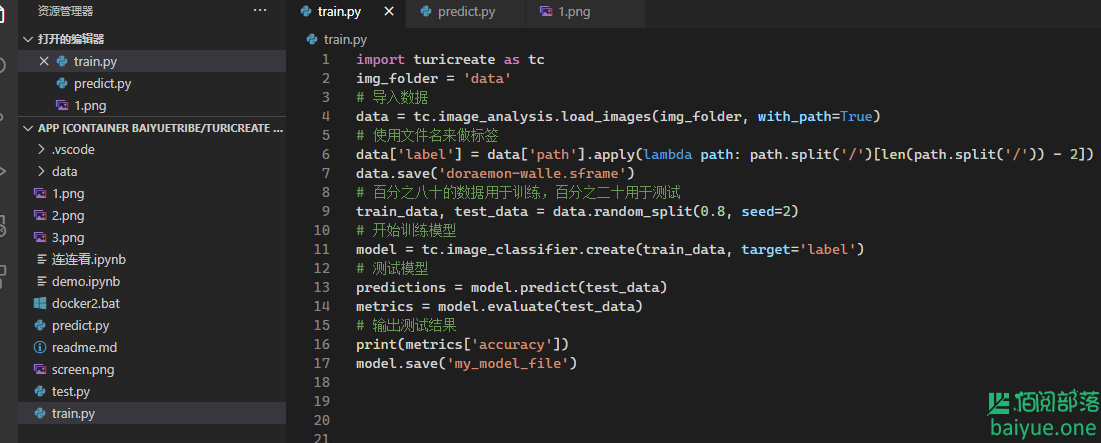 资源管理器 ...
打开的编辑器
train.py
predict.py
1.png
APP [CONTAINER BAIYUETRIBE/TURICREATE ...
.vscode
data
1.png
2.png
3.png
连连看.ipynb
demo.ipynb
docker2.bat
predict.py
readme.md
screen.png
test.py
train.py
train.py predict.py 1.png
train.py
1 import turicreate as tc
2 img_folder = 'data'
3 # 导入数据
4 data = tc.image_analysis.load_images(img_folder, with_path=True)
5 # 使用文件名来做标签
6 data['label'] = data['path'].apply(lambda path: path.split('/')[len(path.split('/')) - 2])
7 data.save('doraemon-walle.sframe')
8 # 百分之八十的数据用于训练，百分之二十用于测试
9 train_data, test_data = data.random_split(0.8, seed=2)
10 # 开始训练模型
11 model = tc.image_classifier.create(train_data, target='label')
12 # 测试模型
13 predictions = model.predict(test_data)
14 metrics = model.evaluate(test_data)
15 # 输出测试结果
16 print(metrics['accuracy'])
17 model.save('my_model_file')
18
19
20
21
佰阅部落
baiyue.one